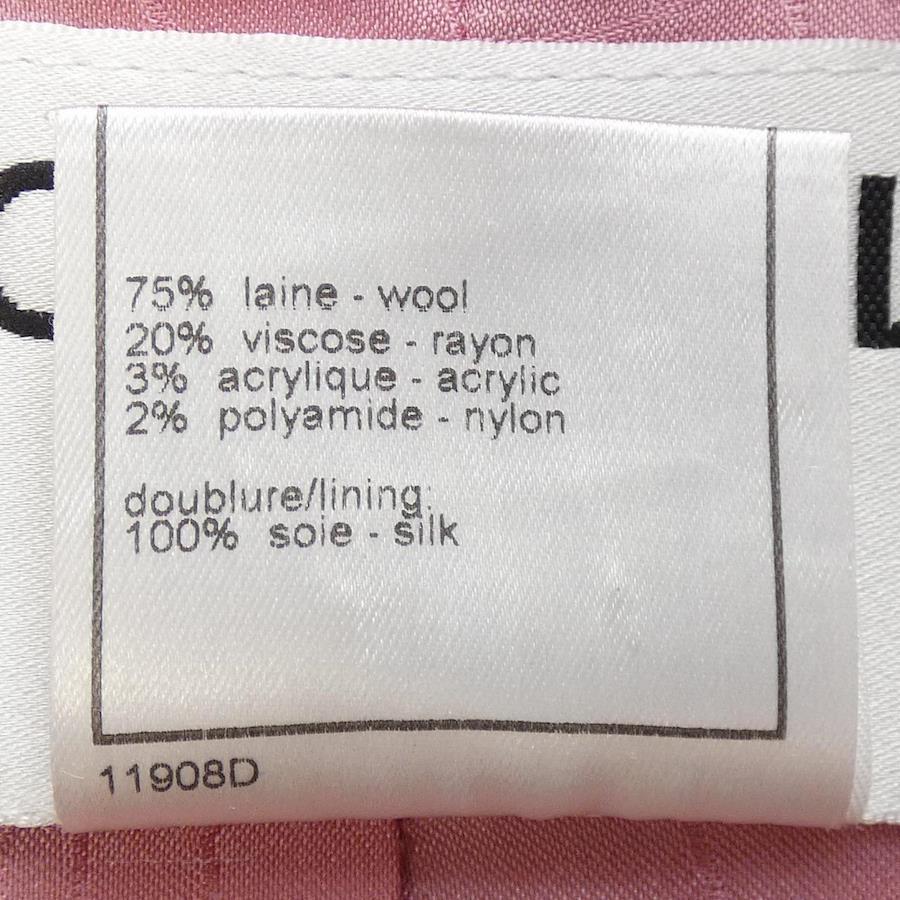 75% laine - wool
20% viscose - rayon
3% acrylique - acrylic
2% polyamide - nylon
doublure/lining:
100% soie - silk
11908D